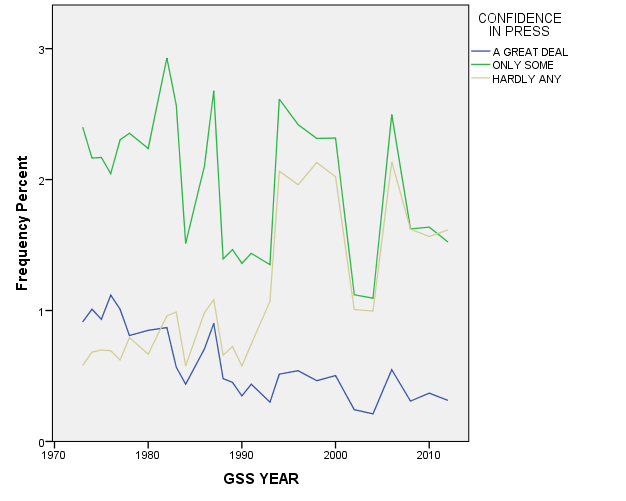 CONFIDENCE
IN PRESS
A GREAT DEAL
ONLY SOME
HARDLY ANY
Frequency Percent
3
2
1
0
1970
1980
1990
2000
2010
GSS YEAR